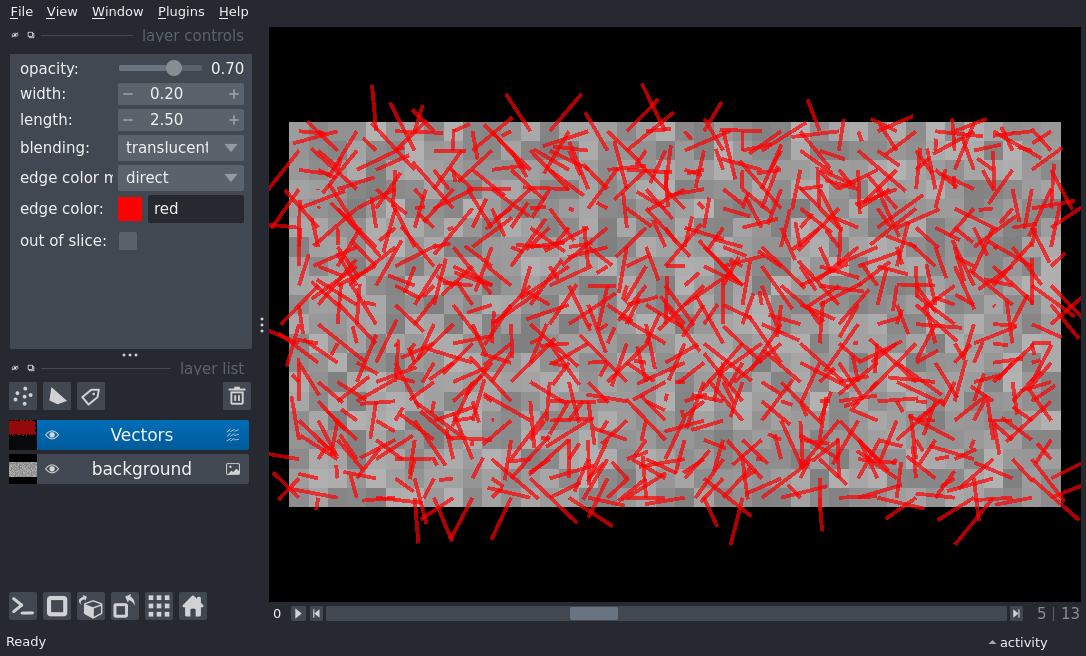 File View Window Plugins Help
layer controls
opacity: 0.70
width: 0.20
length: 2.50
blending: translucent
edge color m direct
edge color: red
out of slice:
layer list
Vectors
background
0 5 | 13
Ready
activity